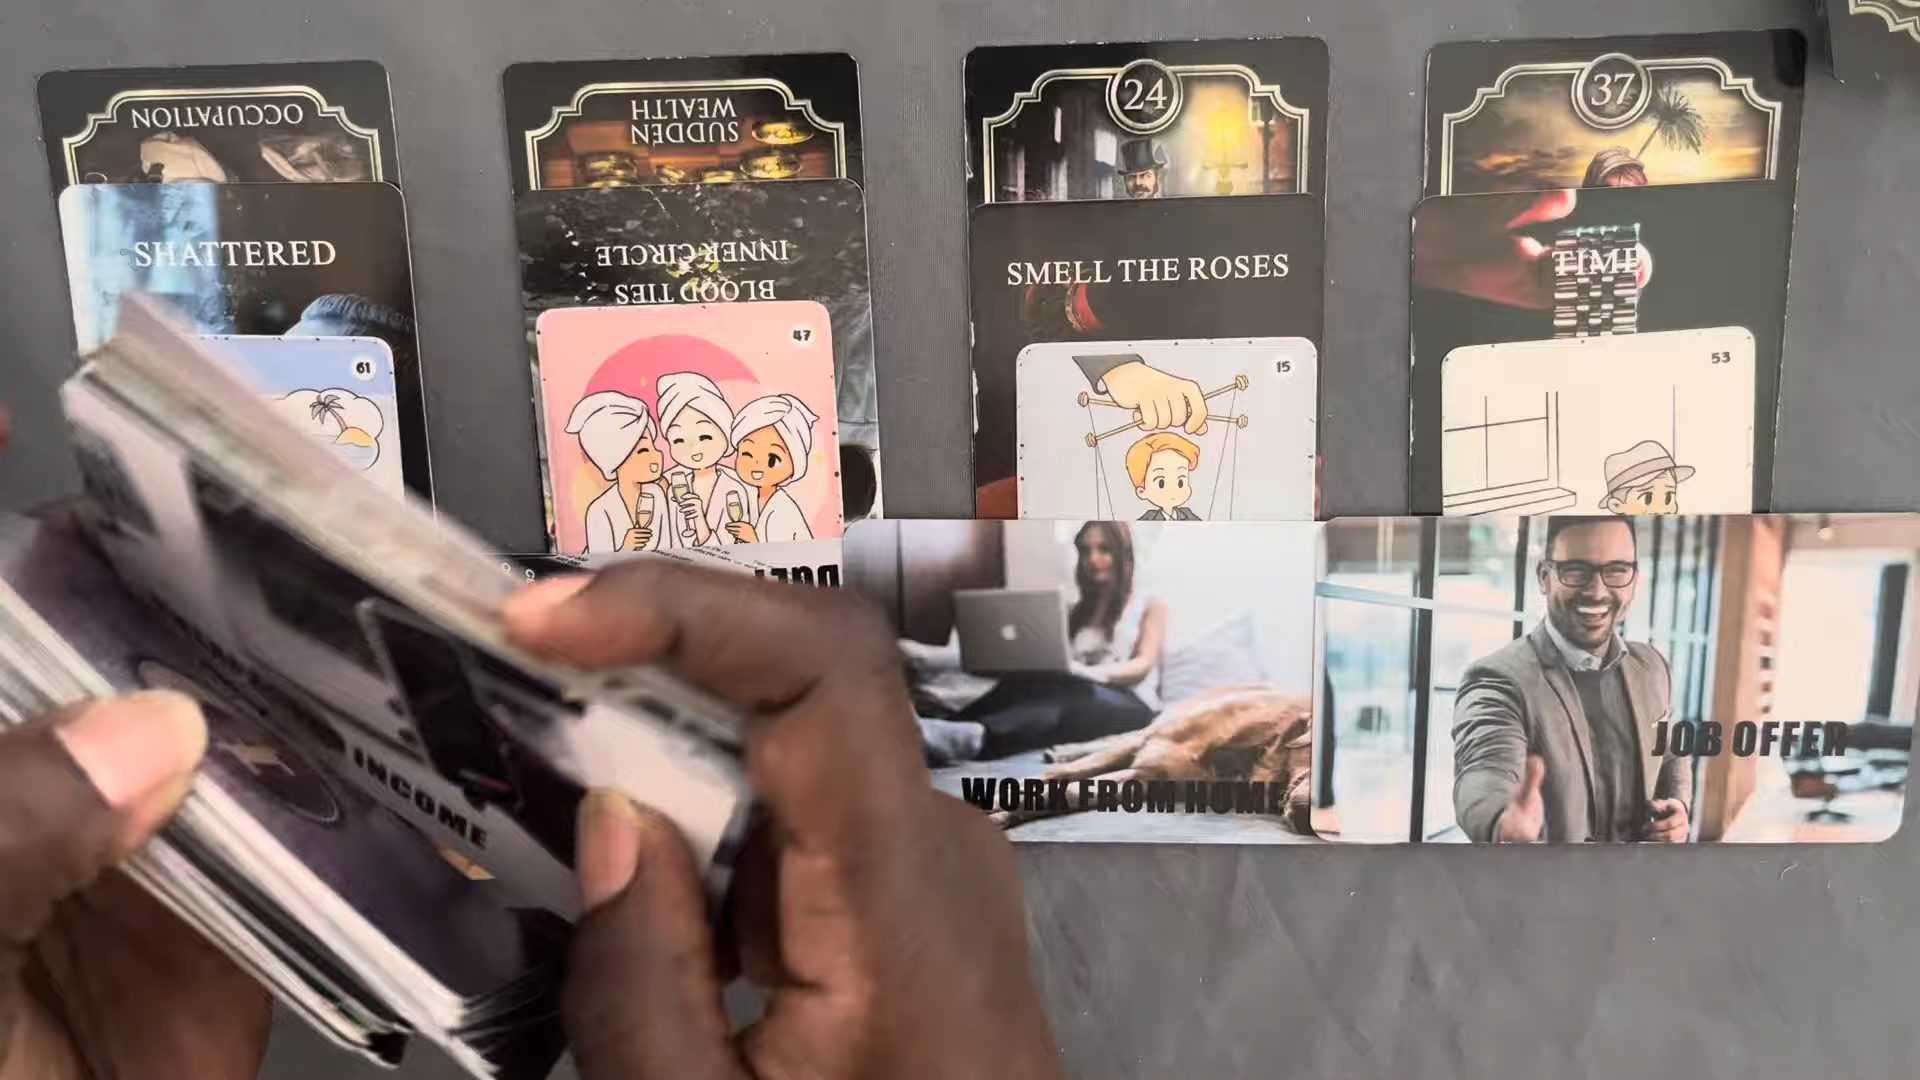 OCCUPATION
SUDDEN
WEALTH
24
37
SHATTERED
BLOOD TIES
INNER CIRCLE
SMELL THE ROSES
TIME
61
47
15
53
DUET
INCOME
WORK FROM HOME
JOB OFFER